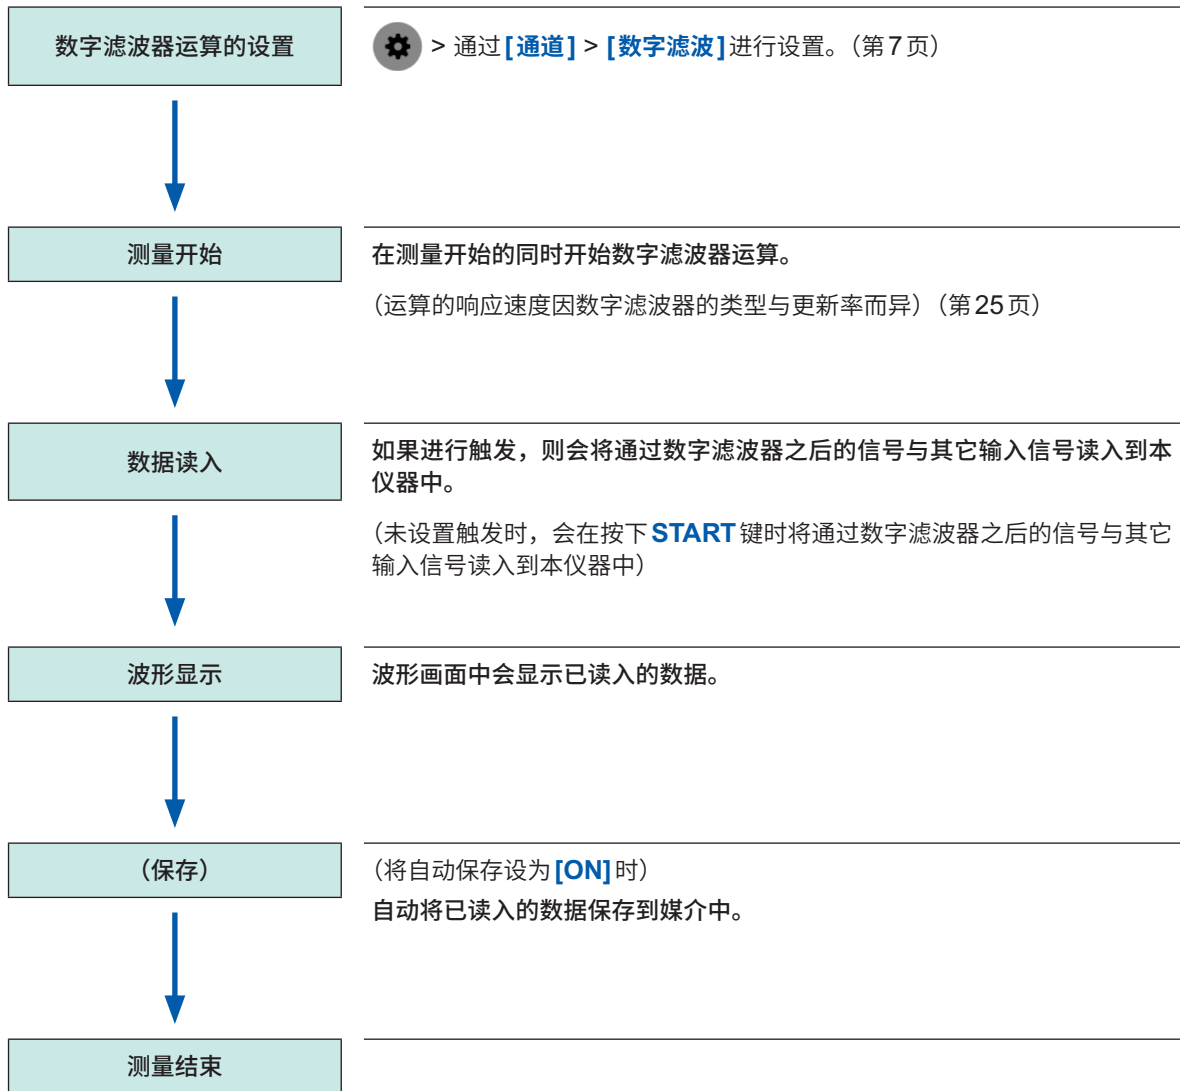 数字滤波器运算的设置
> 通过[通道] > [数字滤波]进行设置。（第7页）
测量开始
在测量开始的同时开始数字滤波器运算。
（运算的响应速度因数字滤波器的类型与更新率而异）（第25页）
数据读入
如果进行触发，则会将通过数字滤波器之后的信号与其它输入信号读入到本
仪器中。
（未设置触发时，会在按下START键时将通过数字滤波器之后的信号与其它
输入信号读入到本仪器中）
波形显示
波形画面中会显示已读入的数据。
（保存）
（将自动保存设为[ON]时）
自动将已读入的数据保存到媒介中。
测量结束